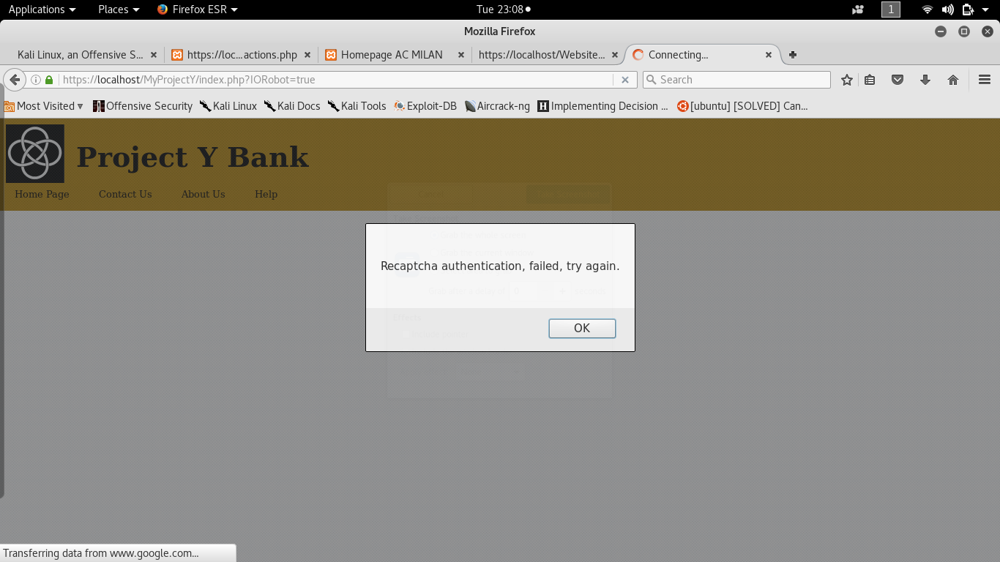 Applications Places Firefox ESR Tue 23:08 1
Mozilla Firefox
Kali Linux, an Offensive S... https://loc...actions.php Homepage AC MILAN https://localhost/Website... Connecting...
https://localhost/MyProjectY/index.php?IORobot=true Search
Most Visited Offensive Security Kali Linux Kali Docs Kali Tools Exploit-DB Aircrack-ng Implementing Decision ... [ubuntu] [SOLVED] Can...
Project Y Bank
Home Page Contact Us About Us Help
Recaptcha authentication, failed, try again.
OK
Transferring data from www.google.com...